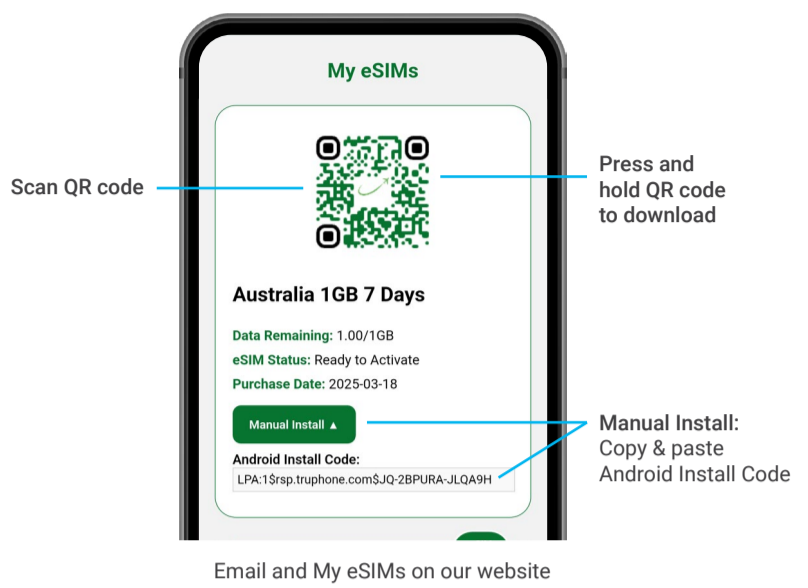 My eSIMs
Scan QR code
Press and
hold QR code
to download
Australia 1GB 7 Days
Data Remaining: 1.00/1GB
eSIM Status: Ready to Activate
Purchase Date: 2025-03-18
Manual Install ▲
Manual Install:
Copy & paste
Android Install Code
Android Install Code:
LPA:1$rsp.truphone.com$JQ-2BPURA-JLQA9H
Email and My eSIMs on our website